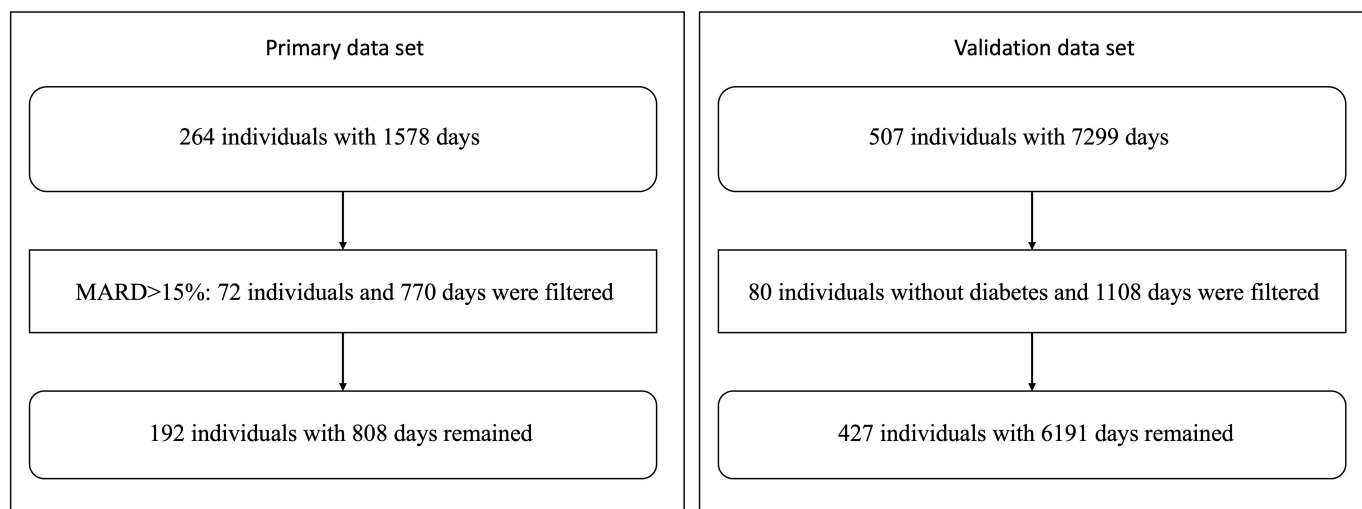 Primary data set
264 individuals with 1578 days
MARD>15%: 72 individuals and 770 days were filtered
192 individuals with 808 days remained
Validation data set
507 individuals with 7299 days
80 individuals without diabetes and 1108 days were filtered
427 individuals with 6191 days remained